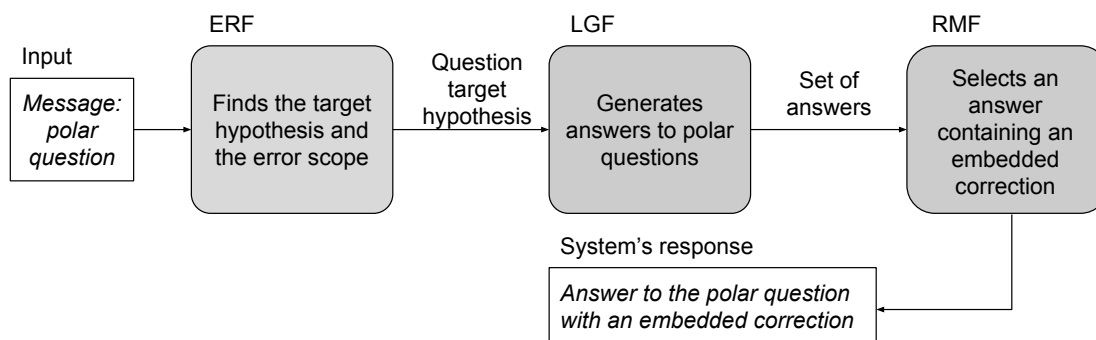 ERF
LGF
RMF
Input
Message:
polar
question
Finds the target
hypothesis and
the error scope
Question
target
hypothesis
Generates
answers to polar
questions
Set of
answers
Selects an
answer
containing an
embedded
correction
System's response
Answer to the polar question
with an embedded correction